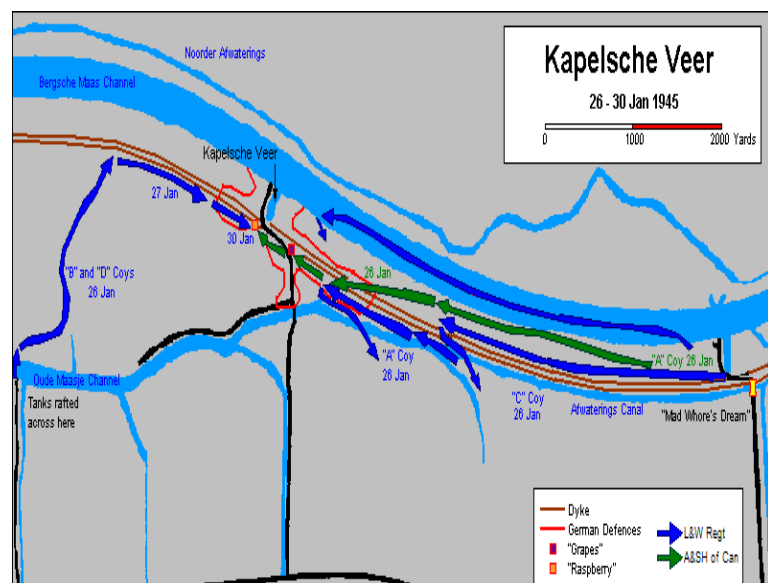 Noorder Afwaterings
Bergsche Maas Channel
Kapelsche Veer
26 - 30 Jan 1945
0 1000 2000 Yards
Kapelsche Veer
27 Jan
30 Jan
26 Jan
"B" and "D" Coys
26 Jan
"A" Coy
26 Jan
"A" Coy 26 Jan
"C" Coy
26 Jan
Oude Maasje Channel
Tanks rafted
across here
Afwaterings Canal
"Mad Whore's Dream"
Dyke
German Defences
"Grapes"
"Raspberry"
L&W Regt
A&SH of Can